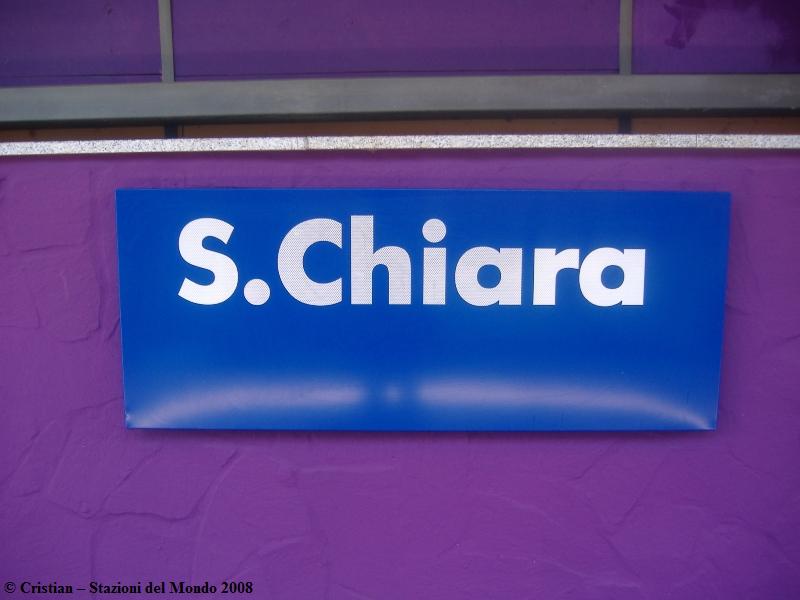 S.Chiara
© Cristian – Stazioni del Mondo 2008